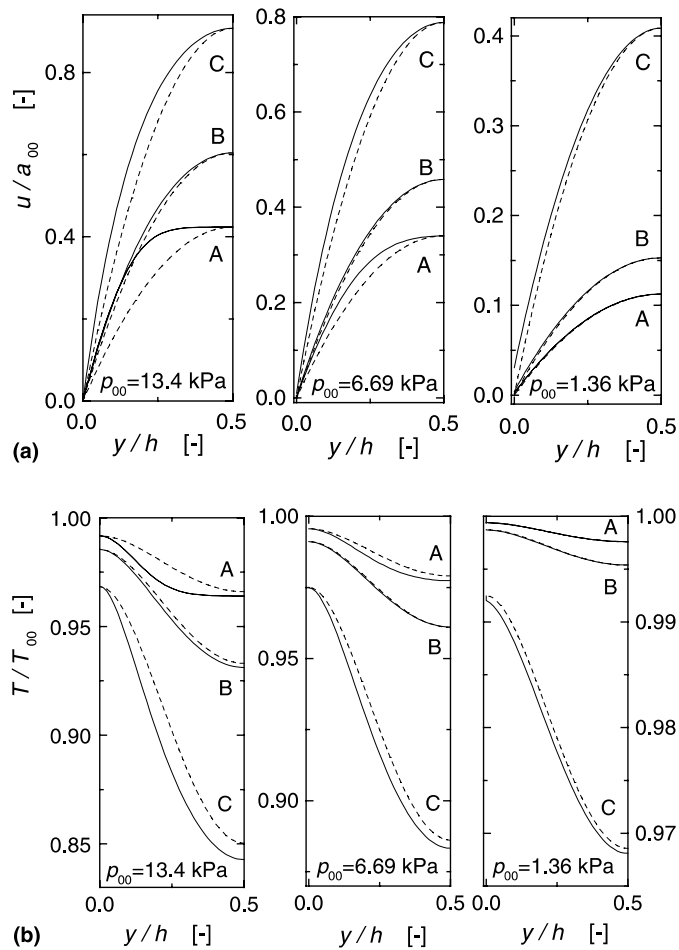 u / a₀₀ [-]
0.8
0.4
0.0
C
B
A
p₀₀=13.4 kPa
0.0 0.5
y / h [-]
0.8
0.6
0.4
0.2
0.0
C
B
A
p₀₀=6.69 kPa
0.0 0.5
y / h [-]
0.4
0.3
0.2
0.1
0.0
C
B
A
p₀₀=1.36 kPa
0.0 0.5
y / h [-]
(a)
T / T₀₀ [-]
1.00
0.95
0.90
0.85
A
B
C
p₀₀=13.4 kPa
0.0 0.5
y / h [-]
1.00
0.95
0.90
A
B
C
p₀₀=6.69 kPa
0.0 0.5
y / h [-]
A
B
C
1.00
0.99
0.98
0.97
p₀₀=1.36 kPa
0.0 0.5
y / h [-]
(b)